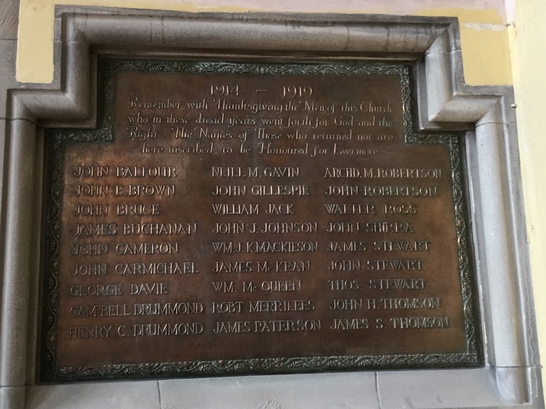 1914 — 1919
Remember with Thanksgiving the Men of this Church
who in these dread years went forth for God and the
Right. The Names of Those who returned not are
here inscribed to be Honoured for Evermore
JOHN BALFOUR
JOHN E. BROWN
JOHN BRUCE
JAMES BUCHANAN
JOHN CAMERON
JOHN CARMICHAEL
GEORGE DAVIE
CAMPBELL DRUMMOND
HENRY C. DRUMMOND
NEILL M. GAVIN
JOHN GILLESPIE
WILLIAM JACK
JOHN J. JOHNSON
WM J. K. MACKIESON
JAMES M. KEAN
WM. Mc QUEEN
ROBT MERRILEES
JAMES PATERSON
ARCHD. M. ROBERTSON
JOHN ROBERTSON
WALTER ROSS
JOHN SHIRRA
JAMES STEWART
JOHN STEWART
THOS. STEWART
JOHN H. THOMSON
JAMES S. THOMSON